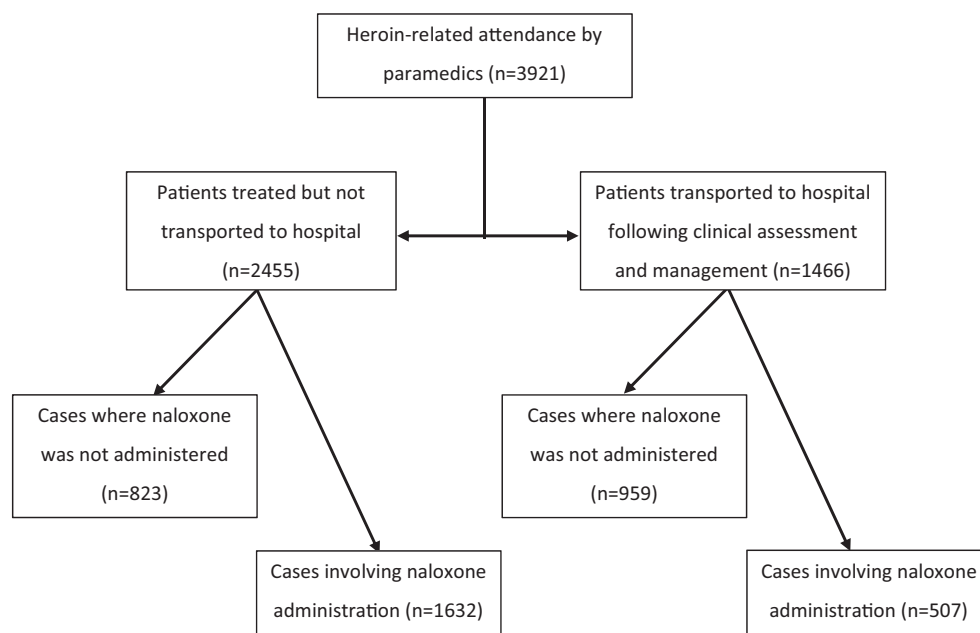 Heroin-related attendance by
paramedics (n=3921)
Patients treated but not
transported to hospital
(n=2455)
Patients transported to hospital
following clinical assessment
and management (n=1466)
Cases where naloxone
was not administered
(n=823)
Cases where naloxone
was not administered
(n=959)
Cases involving naloxone
administration (n=1632)
Cases involving naloxone
administration (n=507)